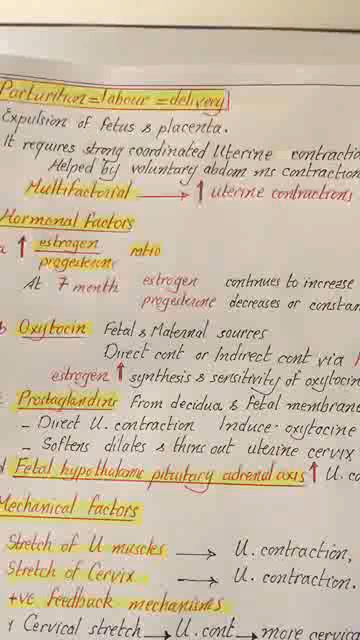 Parturition = labour = delivery
Expulsion of fetus & placenta.
It requires strong coordinated Uterine contraction
Helped by voluntary abdom ms contraction
Multifactorial → ↑ uterine contractions
Hormonal Factors
a ↑ estrogen ratio
progesterone
At 7 month estrogen continues to increase
progesterone decreases or constan
b Oxytocin Fetal & Maternal sources
Direct cont or Indirect cont via
estrogen ↑ synthesis & sensitivity of oxytocin
Prostaglandins From decidua & Fetal membrane
- Direct U. contraction Induce oxytocine
- Softens dilates & thins out uterine cervix
d Fetal hypothalamic pituitary adrenal axis ↑ U. co
Mechanical factors
Stretch of U muscles → U. contraction,
Stretch of Cervix → U. contraction.
+ve feedback mechanisms
1 Cervical stretch → U. cont → more cervic